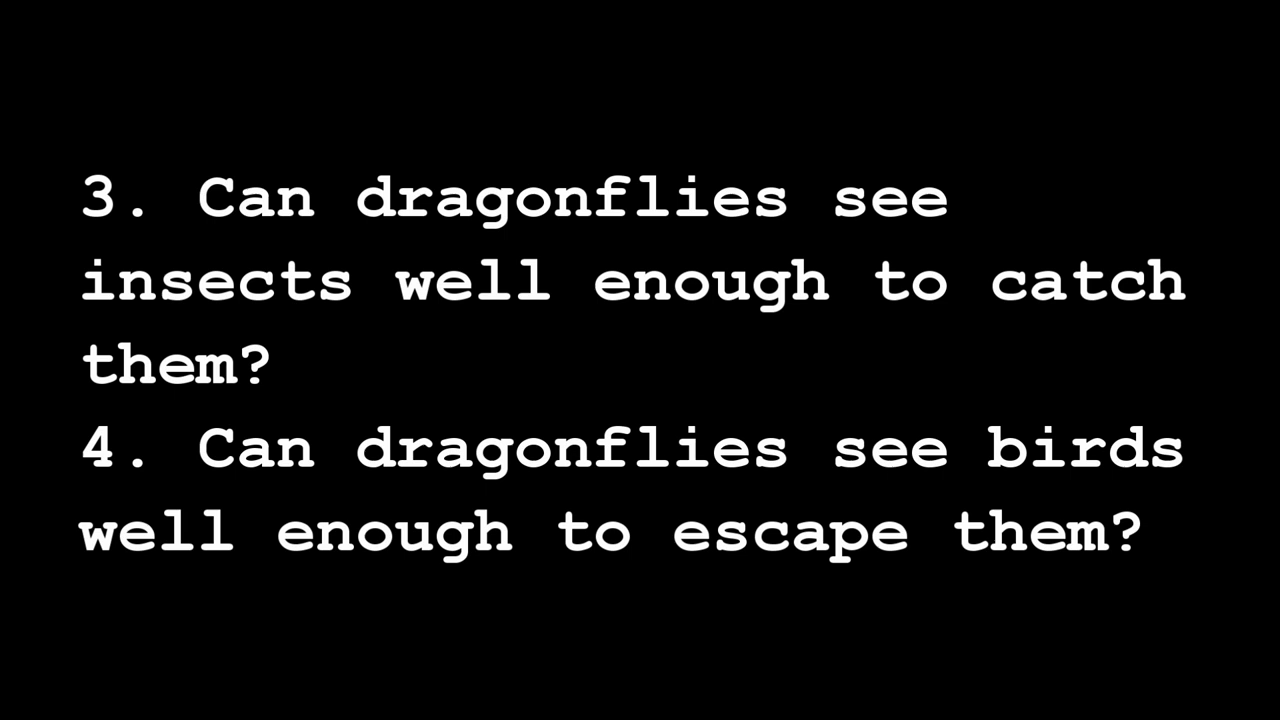 3. Can dragonflies see
insects well enough to catch
them?
4. Can dragonflies see birds
well enough to escape them?